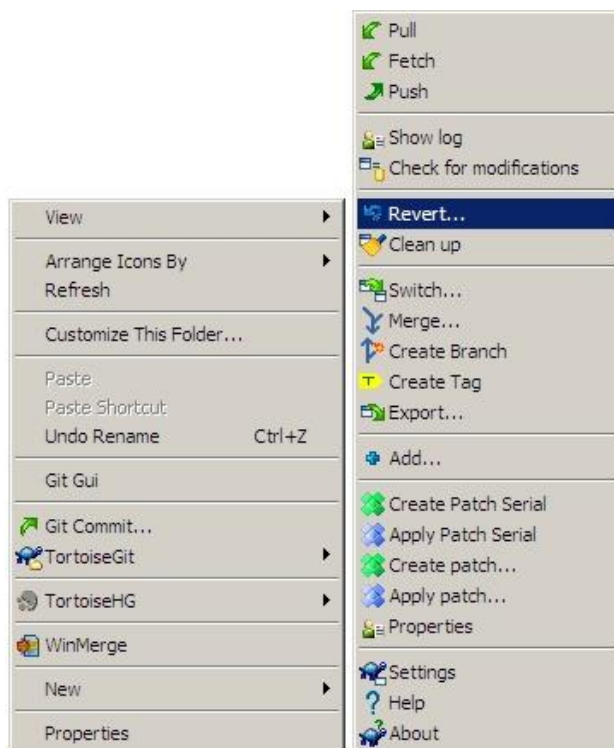 View
Arrange Icons By
Refresh
Customize This Folder...
Paste
Paste Shortcut
Undo Rename Ctrl+Z
Git Gui
Git Commit...
TortoiseGit
TortoiseHG
WinMerge
New
Properties
Pull
Fetch
Push
Show log
Check for modifications
Revert...
Clean up
Switch...
Merge...
Create Branch
T Create Tag
Export...
Add...
Create Patch Serial
Apply Patch Serial
Create patch...
Apply patch...
Properties
Settings
? Help
About